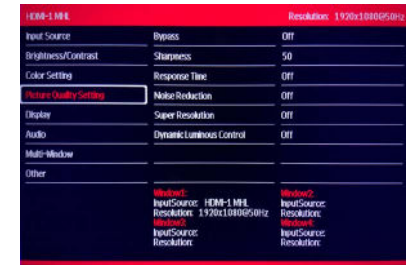 HDMI-1 MHL Resolution: 1920x1080@50Hz
Input Source Bypass Off
Brightness/Contrast Sharpness 50
Color Setting Response Time Off
Picture Quality Setting Noise Reduction Off
Display Super Resolution Off
Audio Dynamic Luminous Control Off
Multi-Window
Other
Window1: Window2:
InputSource: HDMI-1 MHL InputSource:
Resolution: 1920x1080@50Hz Resolution:
Window3: Window4:
InputSource: InputSource:
Resolution: Resolution: